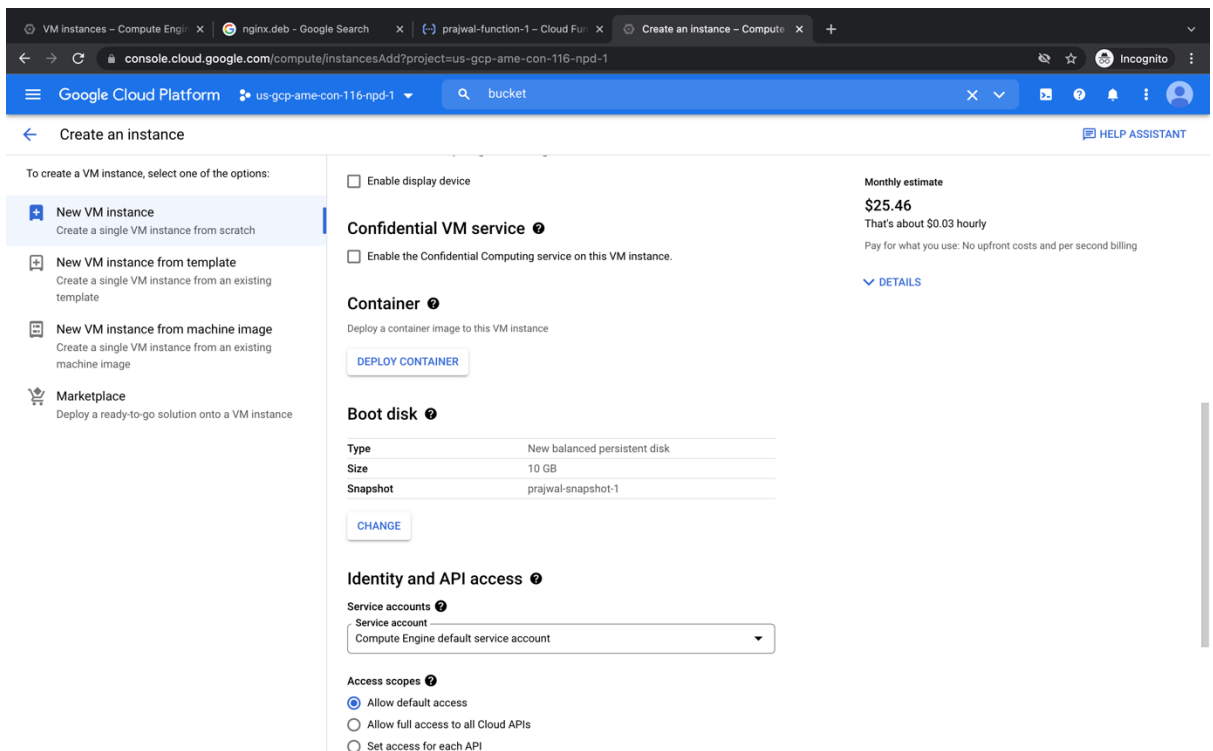 VM instances – Compute Engin
nginx.deb - Google Search
prajwal-function-1 – Cloud Fun
Create an instance – Compute
console.cloud.google.com/compute/instancesAdd?project=us-gcp-ame-con-116-npd-1
Incognito
Google Cloud Platform
us-gcp-ame-con-116-npd-1
bucket
Create an instance
HELP ASSISTANT
To create a VM instance, select one of the options:
New VM instance
Create a single VM instance from scratch
New VM instance from template
Create a single VM instance from an existing
template
New VM instance from machine image
Create a single VM instance from an existing
machine image
Marketplace
Deploy a ready-to-go solution onto a VM instance
Enable display device
Confidential VM service
Enable the Confidential Computing service on this VM instance.
Container
Deploy a container image to this VM instance
DEPLOY CONTAINER
Boot disk
Type New balanced persistent disk
Size 10 GB
Snapshot prajwal-snapshot-1
CHANGE
Identity and API access
Service accounts
Service account
Compute Engine default service account
Access scopes
Allow default access
Allow full access to all Cloud APIs
Set access for each API
Monthly estimate
$25.46
That's about $0.03 hourly
Pay for what you use: No upfront costs and per second billing
DETAILS